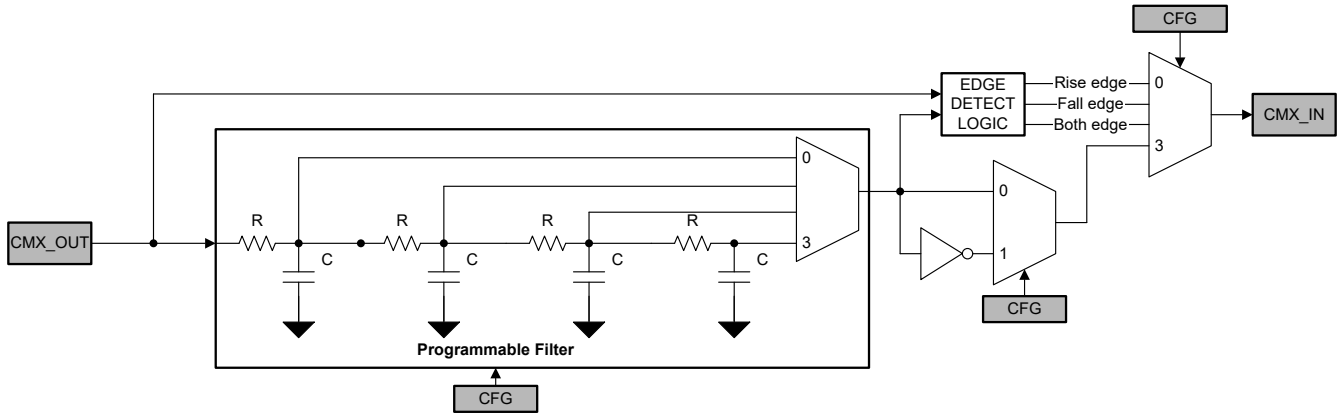 CFG
EDGE
DETECT
LOGIC
Rise edge
Fall edge
Both edge
0
3
CMX_IN
0
3
0
1
CMX_OUT
R
R
R
R
C
C
C
C
CFG
Programmable Filter
CFG